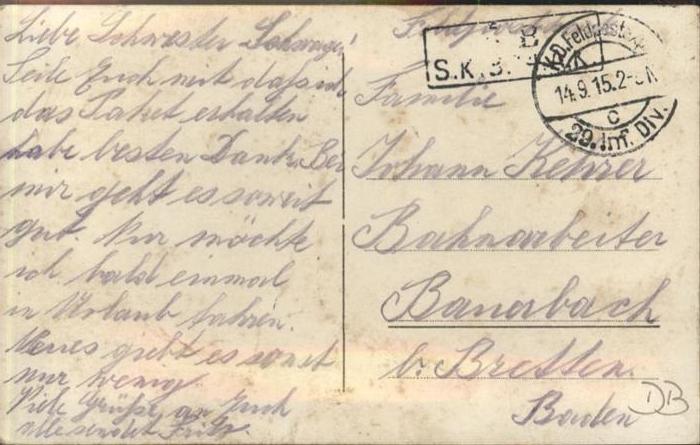 Liebe Schwester Schwager!
Teile Euch mit daß ich
das Paket erhalten
habe besten Dank. Bei
mir geht es soweit
gut. Nur möchte
ich bald einmal
in Urlaub fahren.
Neues giebt es sonst
nur wenig.
Viele Grüße an Euch
alle sendet Fritz.
Feldpost
S.B.
S.K.B.
K.D. Feldpost
14.9.15.2-3N
c
29. Inf. Div.
Familie
Johann Kehrer
Bahnarbeiter
Bauerbach
b. Bretten.
Baden
DB